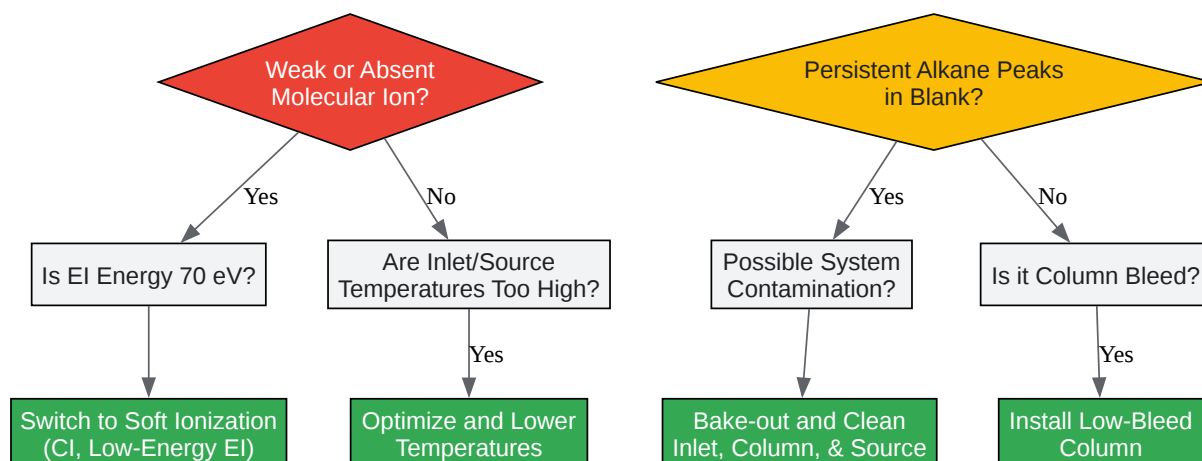 Weak or Absent
Molecular Ion?
Persistent Alkane Peaks
in Blank?
Yes
No
Yes
No
Is EI Energy 70 eV?
Are Inlet/Source
Temperatures Too High?
Possible System
Contamination?
Is it Column Bleed?
Yes
Yes
Switch to Soft Ionization
(CI, Low-Energy EI)
Optimize and Lower
Temperatures
Bake-out and Clean
Inlet, Column, & Source
Install Low-Bleed
Column